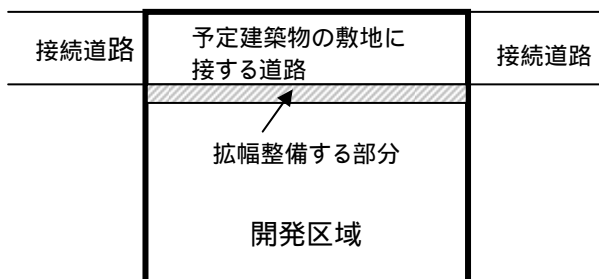 接続道路
予定建築物の敷地に
接する道路
接続道路
拡幅整備する部分
開発区域